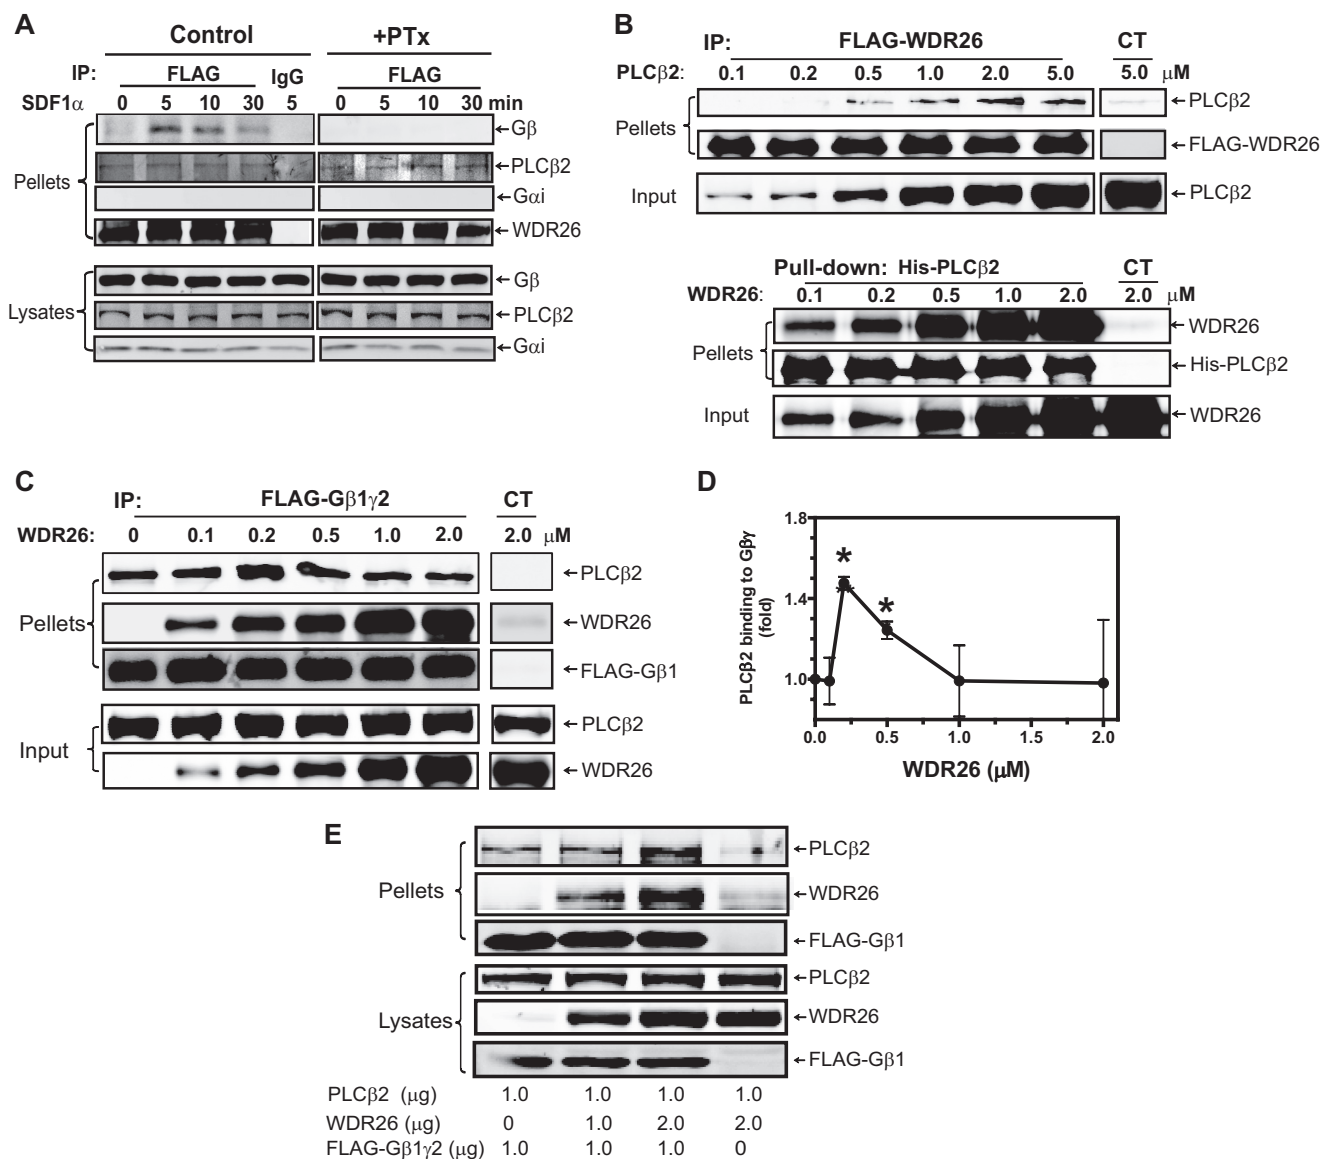 A
Control
+PTx
IP: FLAG IgG FLAG
SDF1α 0 5 10 30 5 0 5 10 30 min
Pellets
←Gβ
←PLCβ2
←Gαi
←WDR26
Lysates
←Gβ
←PLCβ2
←Gαi
B
IP: FLAG-WDR26 CT
PLCβ2: 0.1 0.2 0.5 1.0 2.0 5.0 5.0 μM
Pellets
←PLCβ2
←FLAG-WDR26
Input ←PLCβ2
Pull-down: His-PLCβ2 CT
WDR26: 0.1 0.2 0.5 1.0 2.0 2.0 μM
Pellets
←WDR26
←His-PLCβ2
Input ←WDR26
C
IP: FLAG-Gβ1γ2 CT
WDR26: 0 0.1 0.2 0.5 1.0 2.0 2.0 μM
←PLCβ2
Pellets ←WDR26
←FLAG-Gβ1
←PLCβ2
Input
←WDR26
D
PLCβ2 binding to Gβγ
(fold)
1.8
1.4
1.0
*
*
0.0 0.5 1.0 2.0
WDR26 (μM)
E
←PLCβ2
Pellets ←WDR26
←FLAG-Gβ1
←PLCβ2
Lysates ←WDR26
←FLAG-Gβ1
PLCβ2 (μg) 1.0 1.0 1.0 1.0
WDR26 (μg) 0 1.0 2.0 2.0
FLAG-Gβ1γ2 (μg) 1.0 1.0 1.0 0